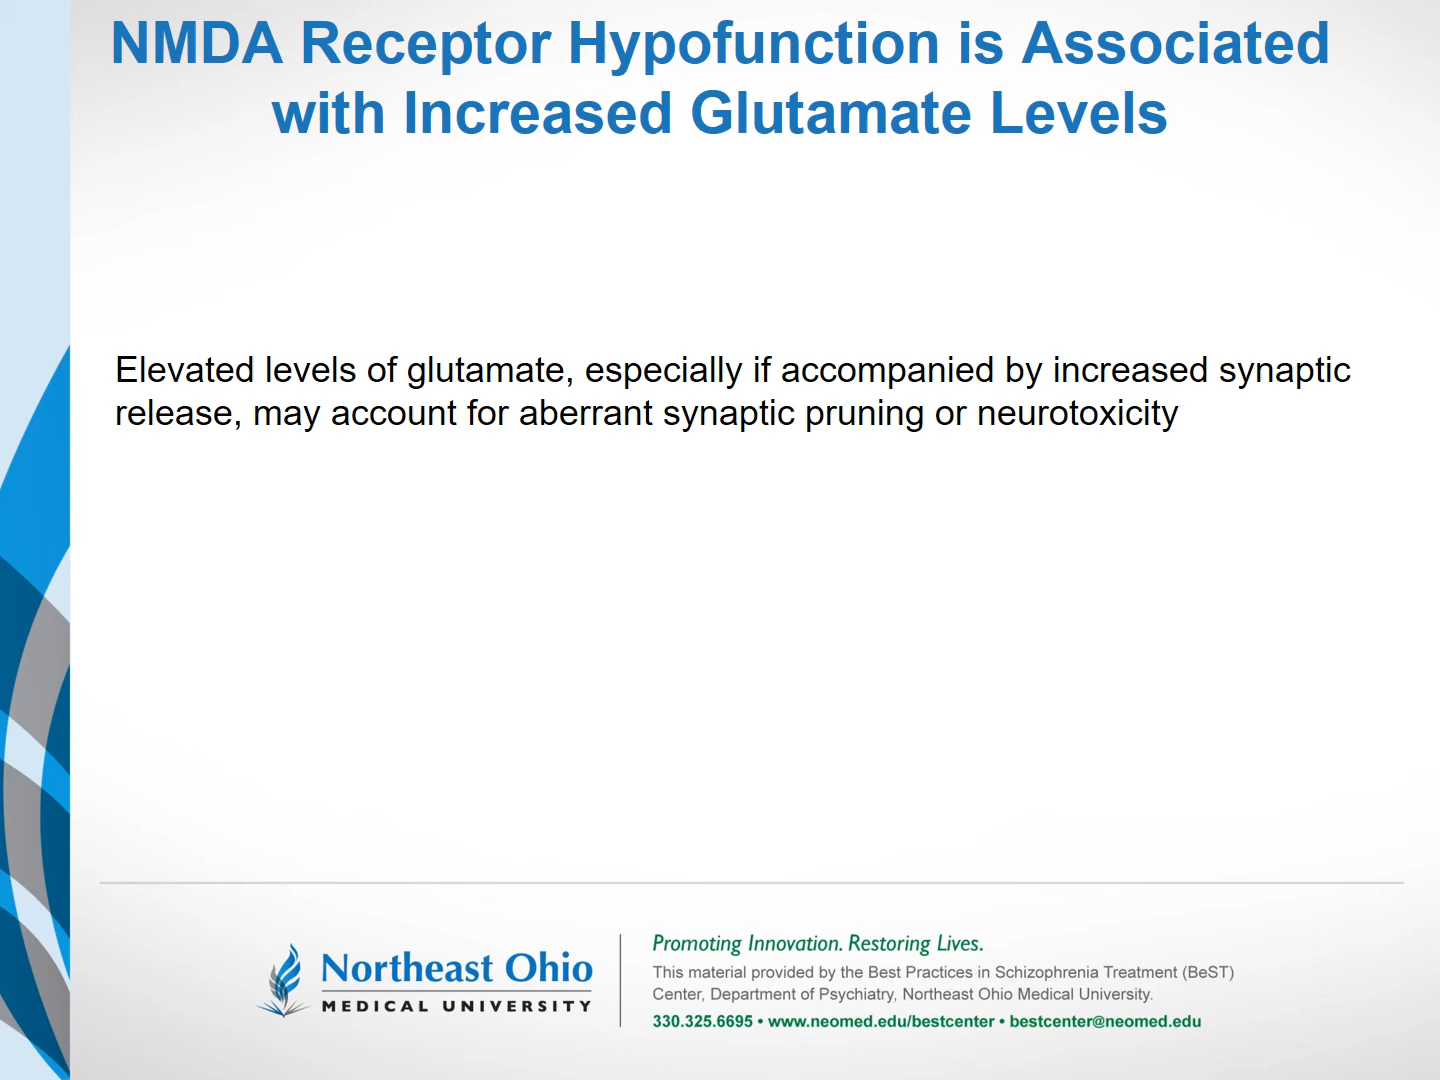 NMDA Receptor Hypofunction is Associated
with Increased Glutamate Levels
Elevated levels of glutamate, especially if accompanied by increased synaptic
release, may account for aberrant synaptic pruning or neurotoxicity
Northeast Ohio
MEDICAL UNIVERSITY
Promoting Innovation. Restoring Lives.
This material provided by the Best Practices in Schizophrenia Treatment (BeST)
Center, Department of Psychiatry, Northeast Ohio Medical University.
330.325.6695 • www.neomed.edu/bestcenter • bestcenter@neomed.edu